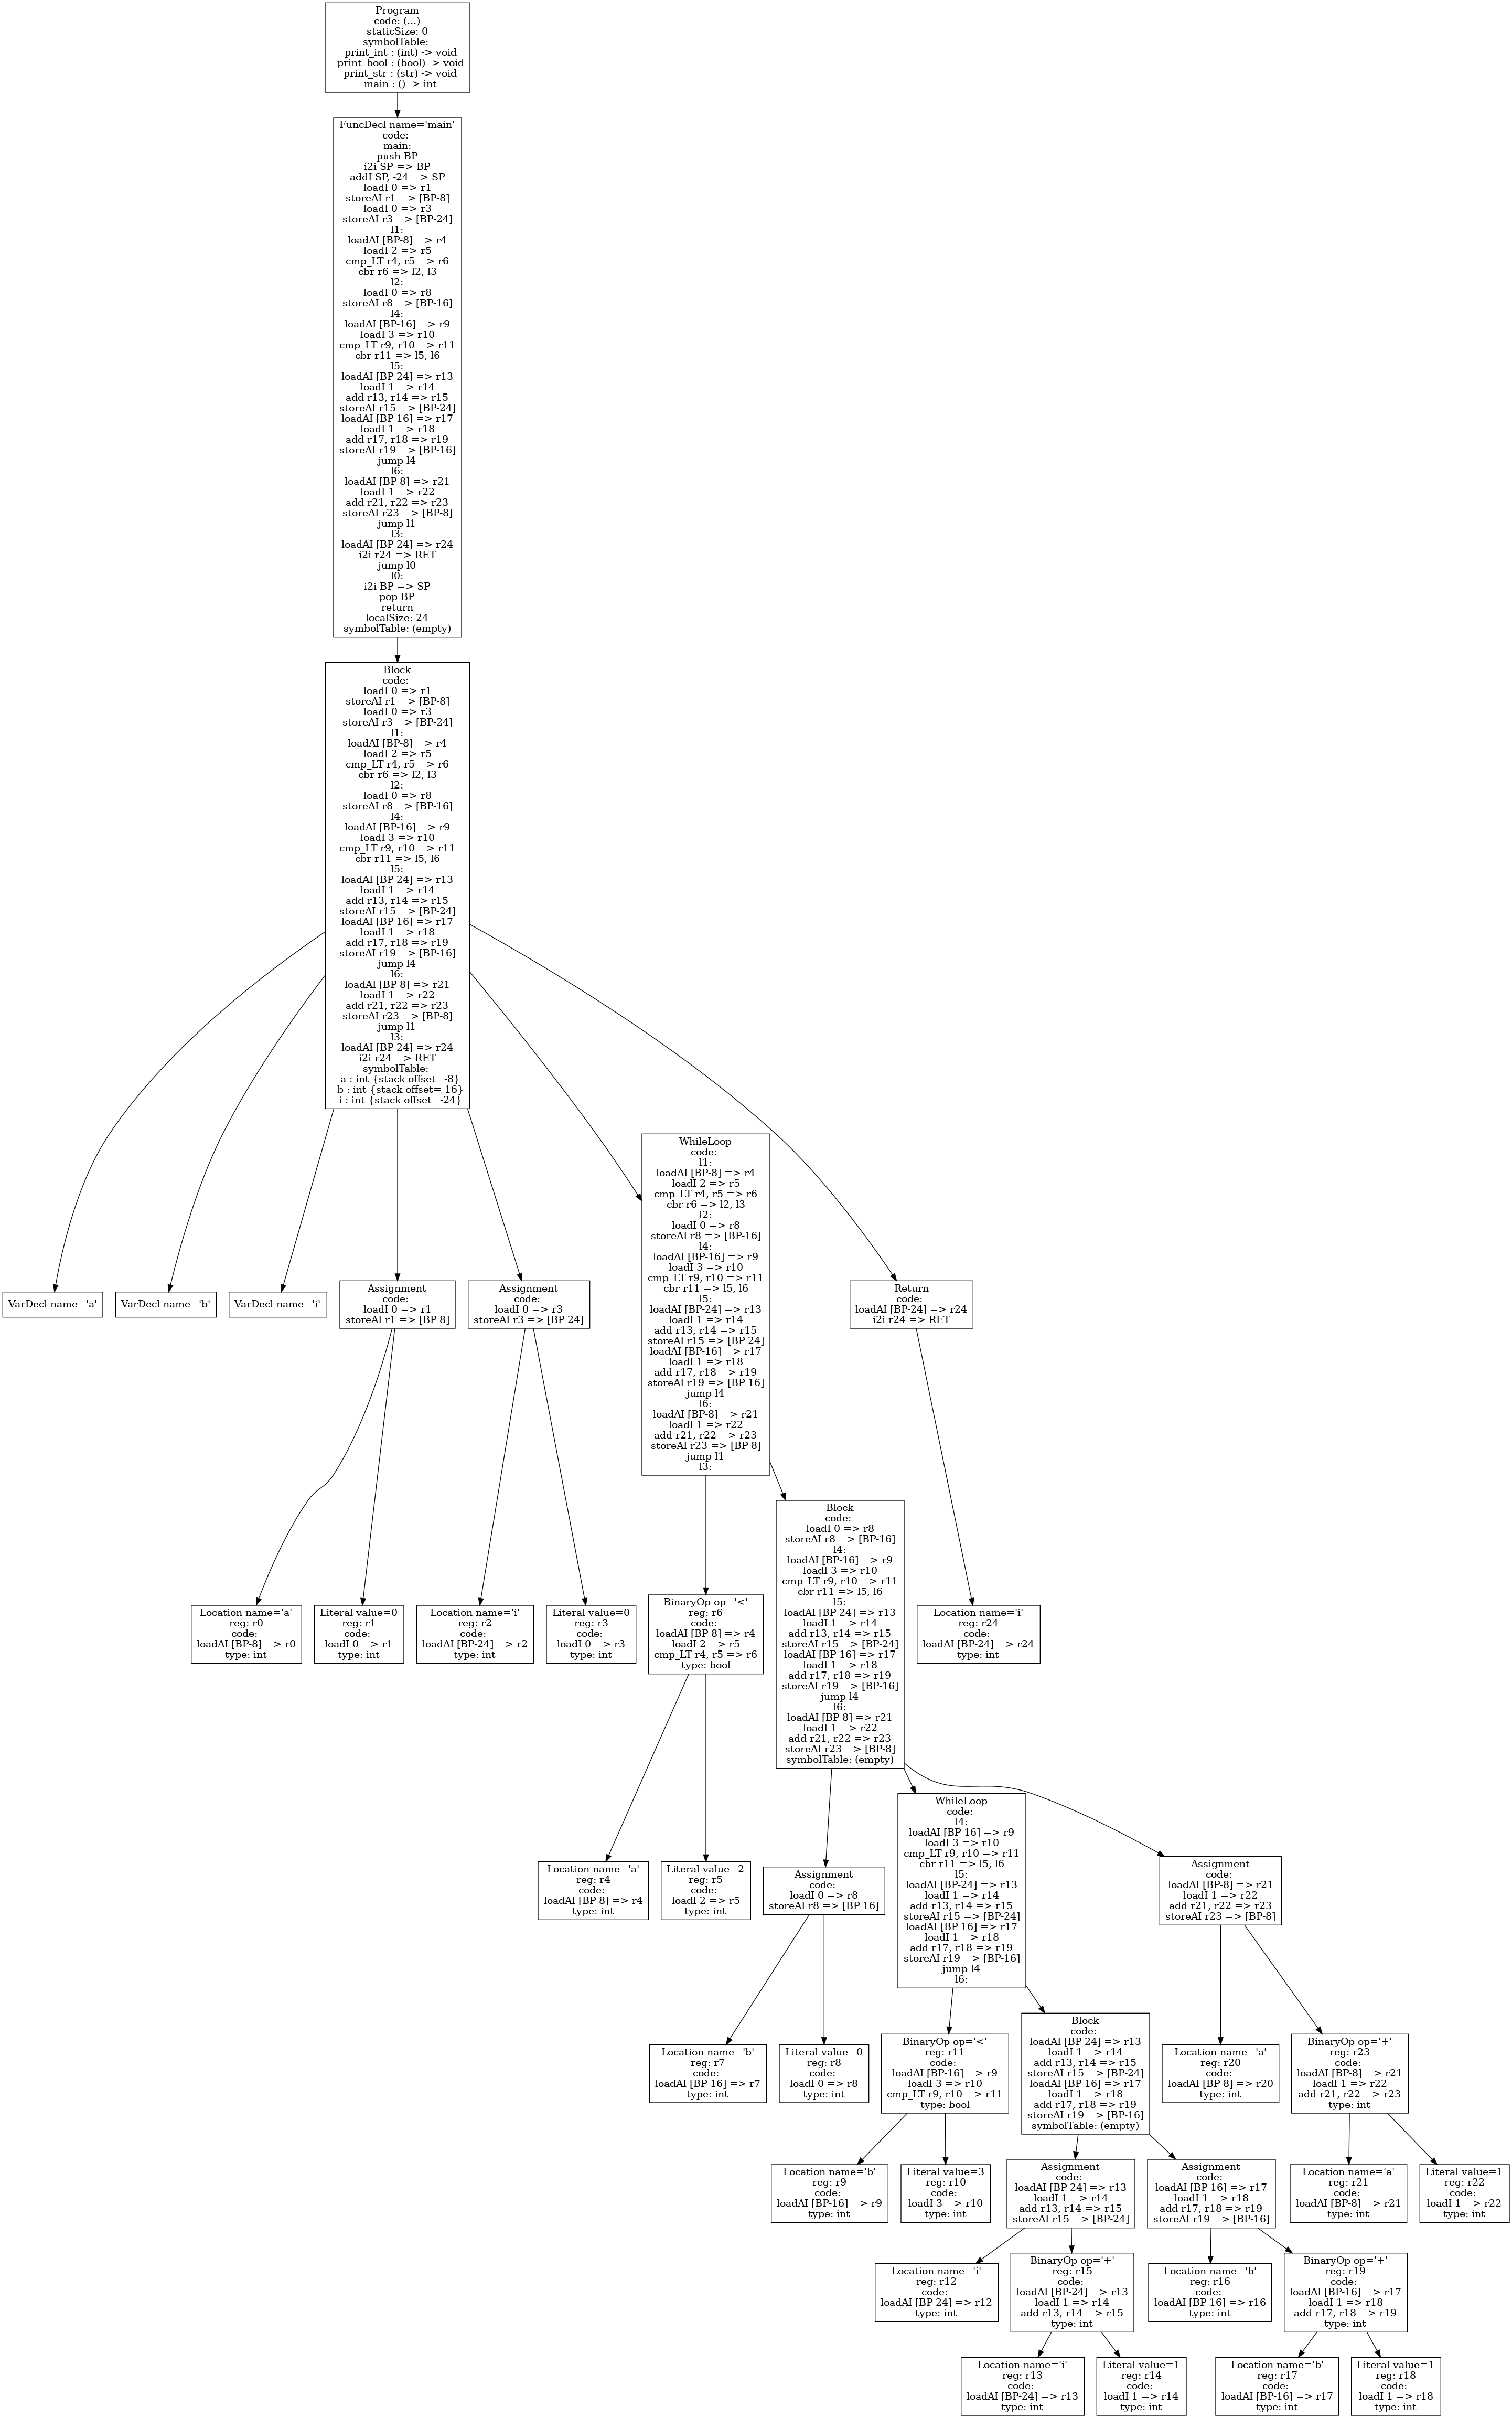 Program
code: (...)
staticSize: 0
symbolTable:
print_int : (int) -> void
print_bool : (bool) -> void
print_str : (str) -> void
main : () -> int
FuncDecl name='main'
code:
main:
push BP
i2i SP => BP
addI SP, -24 => SP
loadI 0 => r1
storeAI r1 => [BP-8]
loadI 0 => r3
storeAI r3 => [BP-24]
l1:
loadAI [BP-8] => r4
loadI 2 => r5
cmp_LT r4, r5 => r6
cbr r6 => l2, l3
l2:
loadI 0 => r8
storeAI r8 => [BP-16]
l4:
loadAI [BP-16] => r9
loadI 3 => r10
cmp_LT r9, r10 => r11
cbr r11 => l5, l6
l5:
loadAI [BP-24] => r13
loadI 1 => r14
add r13, r14 => r15
storeAI r15 => [BP-24]
loadAI [BP-16] => r17
loadI 1 => r18
add r17, r18 => r19
storeAI r19 => [BP-16]
jump l4
l6:
loadAI [BP-8] => r21
loadI 1 => r22
add r21, r22 => r23
storeAI r23 => [BP-8]
jump l1
l3:
loadAI [BP-24] => r24
i2i r24 => RET
jump l0
l0:
i2i BP => SP
pop BP
return
localSize: 24
symbolTable: (empty)
Block
code:
loadI 0 => r1
storeAI r1 => [BP-8]
loadI 0 => r3
storeAI r3 => [BP-24]
l1:
loadAI [BP-8] => r4
loadI 2 => r5
cmp_LT r4, r5 => r6
cbr r6 => l2, l3
l2:
loadI 0 => r8
storeAI r8 => [BP-16]
l4:
loadAI [BP-16] => r9
loadI 3 => r10
cmp_LT r9, r10 => r11
cbr r11 => l5, l6
l5:
loadAI [BP-24] => r13
loadI 1 => r14
add r13, r14 => r15
storeAI r15 => [BP-24]
loadAI [BP-16] => r17
loadI 1 => r18
add r17, r18 => r19
storeAI r19 => [BP-16]
jump l4
l6:
loadAI [BP-8] => r21
loadI 1 => r22
add r21, r22 => r23
storeAI r23 => [BP-8]
jump l1
l3:
loadAI [BP-24] => r24
i2i r24 => RET
symbolTable:
a : int {stack offset=-8}
b : int {stack offset=-16}
i : int {stack offset=-24}
VarDecl name='a'
VarDecl name='b'
VarDecl name='i'
Assignment
code:
loadI 0 => r1
storeAI r1 => [BP-8]
Assignment
code:
loadI 0 => r3
storeAI r3 => [BP-24]
WhileLoop
code:
l1:
loadAI [BP-8] => r4
loadI 2 => r5
cmp_LT r4, r5 => r6
cbr r6 => l2, l3
l2:
loadI 0 => r8
storeAI r8 => [BP-16]
l4:
loadAI [BP-16] => r9
loadI 3 => r10
cmp_LT r9, r10 => r11
cbr r11 => l5, l6
l5:
loadAI [BP-24] => r13
loadI 1 => r14
add r13, r14 => r15
storeAI r15 => [BP-24]
loadAI [BP-16] => r17
loadI 1 => r18
add r17, r18 => r19
storeAI r19 => [BP-16]
jump l4
l6:
loadAI [BP-8] => r21
loadI 1 => r22
add r21, r22 => r23
storeAI r23 => [BP-8]
jump l1
l3:
Return
code:
loadAI [BP-24] => r24
i2i r24 => RET
Location name='a'
reg: r0
code:
loadAI [BP-8] => r0
type: int
Literal value=0
reg: r1
code:
loadI 0 => r1
type: int
Location name='i'
reg: r2
code:
loadAI [BP-24] => r2
type: int
Literal value=0
reg: r3
code:
loadI 0 => r3
type: int
BinaryOp op='<'
reg: r6
code:
loadAI [BP-8] => r4
loadI 2 => r5
cmp_LT r4, r5 => r6
type: bool
Block
code:
loadI 0 => r8
storeAI r8 => [BP-16]
l4:
loadAI [BP-16] => r9
loadI 3 => r10
cmp_LT r9, r10 => r11
cbr r11 => l5, l6
l5:
loadAI [BP-24] => r13
loadI 1 => r14
add r13, r14 => r15
storeAI r15 => [BP-24]
loadAI [BP-16] => r17
loadI 1 => r18
add r17, r18 => r19
storeAI r19 => [BP-16]
jump l4
l6:
loadAI [BP-8] => r21
loadI 1 => r22
add r21, r22 => r23
storeAI r23 => [BP-8]
symbolTable: (empty)
Location name='i'
reg: r24
code:
loadAI [BP-24] => r24
type: int
Location name='a'
reg: r4
code:
loadAI [BP-8] => r4
type: int
Literal value=2
reg: r5
code:
loadI 2 => r5
type: int
Assignment
code:
loadI 0 => r8
storeAI r8 => [BP-16]
WhileLoop
code:
l4:
loadAI [BP-16] => r9
loadI 3 => r10
cmp_LT r9, r10 => r11
cbr r11 => l5, l6
l5:
loadAI [BP-24] => r13
loadI 1 => r14
add r13, r14 => r15
storeAI r15 => [BP-24]
loadAI [BP-16] => r17
loadI 1 => r18
add r17, r18 => r19
storeAI r19 => [BP-16]
jump l4
l6:
Assignment
code:
loadAI [BP-8] => r21
loadI 1 => r22
add r21, r22 => r23
storeAI r23 => [BP-8]
Location name='b'
reg: r7
code:
loadAI [BP-16] => r7
type: int
Literal value=0
reg: r8
code:
loadI 0 => r8
type: int
BinaryOp op='<'
reg: r11
code:
loadAI [BP-16] => r9
loadI 3 => r10
cmp_LT r9, r10 => r11
type: bool
Block
code:
loadAI [BP-24] => r13
loadI 1 => r14
add r13, r14 => r15
storeAI r15 => [BP-24]
loadAI [BP-16] => r17
loadI 1 => r18
add r17, r18 => r19
storeAI r19 => [BP-16]
symbolTable: (empty)
Location name='a'
reg: r20
code:
loadAI [BP-8] => r20
type: int
BinaryOp op='+'
reg: r23
code:
loadAI [BP-8] => r21
loadI 1 => r22
add r21, r22 => r23
type: int
Location name='b'
reg: r9
code:
loadAI [BP-16] => r9
type: int
Literal value=3
reg: r10
code:
loadI 3 => r10
type: int
Assignment
code:
loadAI [BP-24] => r13
loadI 1 => r14
add r13, r14 => r15
storeAI r15 => [BP-24]
Assignment
code:
loadAI [BP-16] => r17
loadI 1 => r18
add r17, r18 => r19
storeAI r19 => [BP-16]
Location name='a'
reg: r21
code:
loadAI [BP-8] => r21
type: int
Literal value=1
reg: r22
code:
loadI 1 => r22
type: int
Location name='i'
reg: r12
code:
loadAI [BP-24] => r12
type: int
BinaryOp op='+'
reg: r15
code:
loadAI [BP-24] => r13
loadI 1 => r14
add r13, r14 => r15
type: int
Location name='b'
reg: r16
code:
loadAI [BP-16] => r16
type: int
BinaryOp op='+'
reg: r19
code:
loadAI [BP-16] => r17
loadI 1 => r18
add r17, r18 => r19
type: int
Location name='i'
reg: r13
code:
loadAI [BP-24] => r13
type: int
Literal value=1
reg: r14
code:
loadI 1 => r14
type: int
Location name='b'
reg: r17
code:
loadAI [BP-16] => r17
type: int
Literal value=1
reg: r18
code:
loadI 1 => r18
type: int